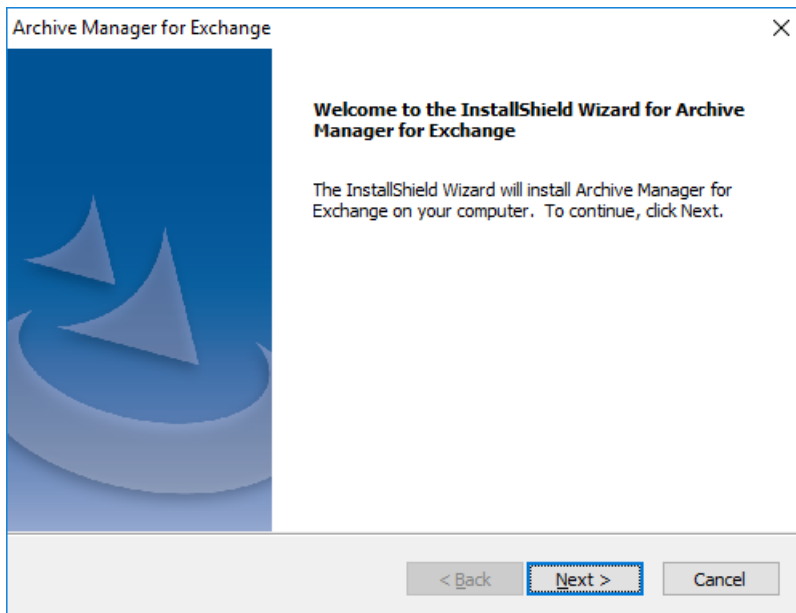 Archive Manager for Exchange
Welcome to the InstallShield Wizard for Archive
Manager for Exchange
The InstallShield Wizard will install Archive Manager for
Exchange on your computer.  To continue, click Next.
< Back
Next >
Cancel